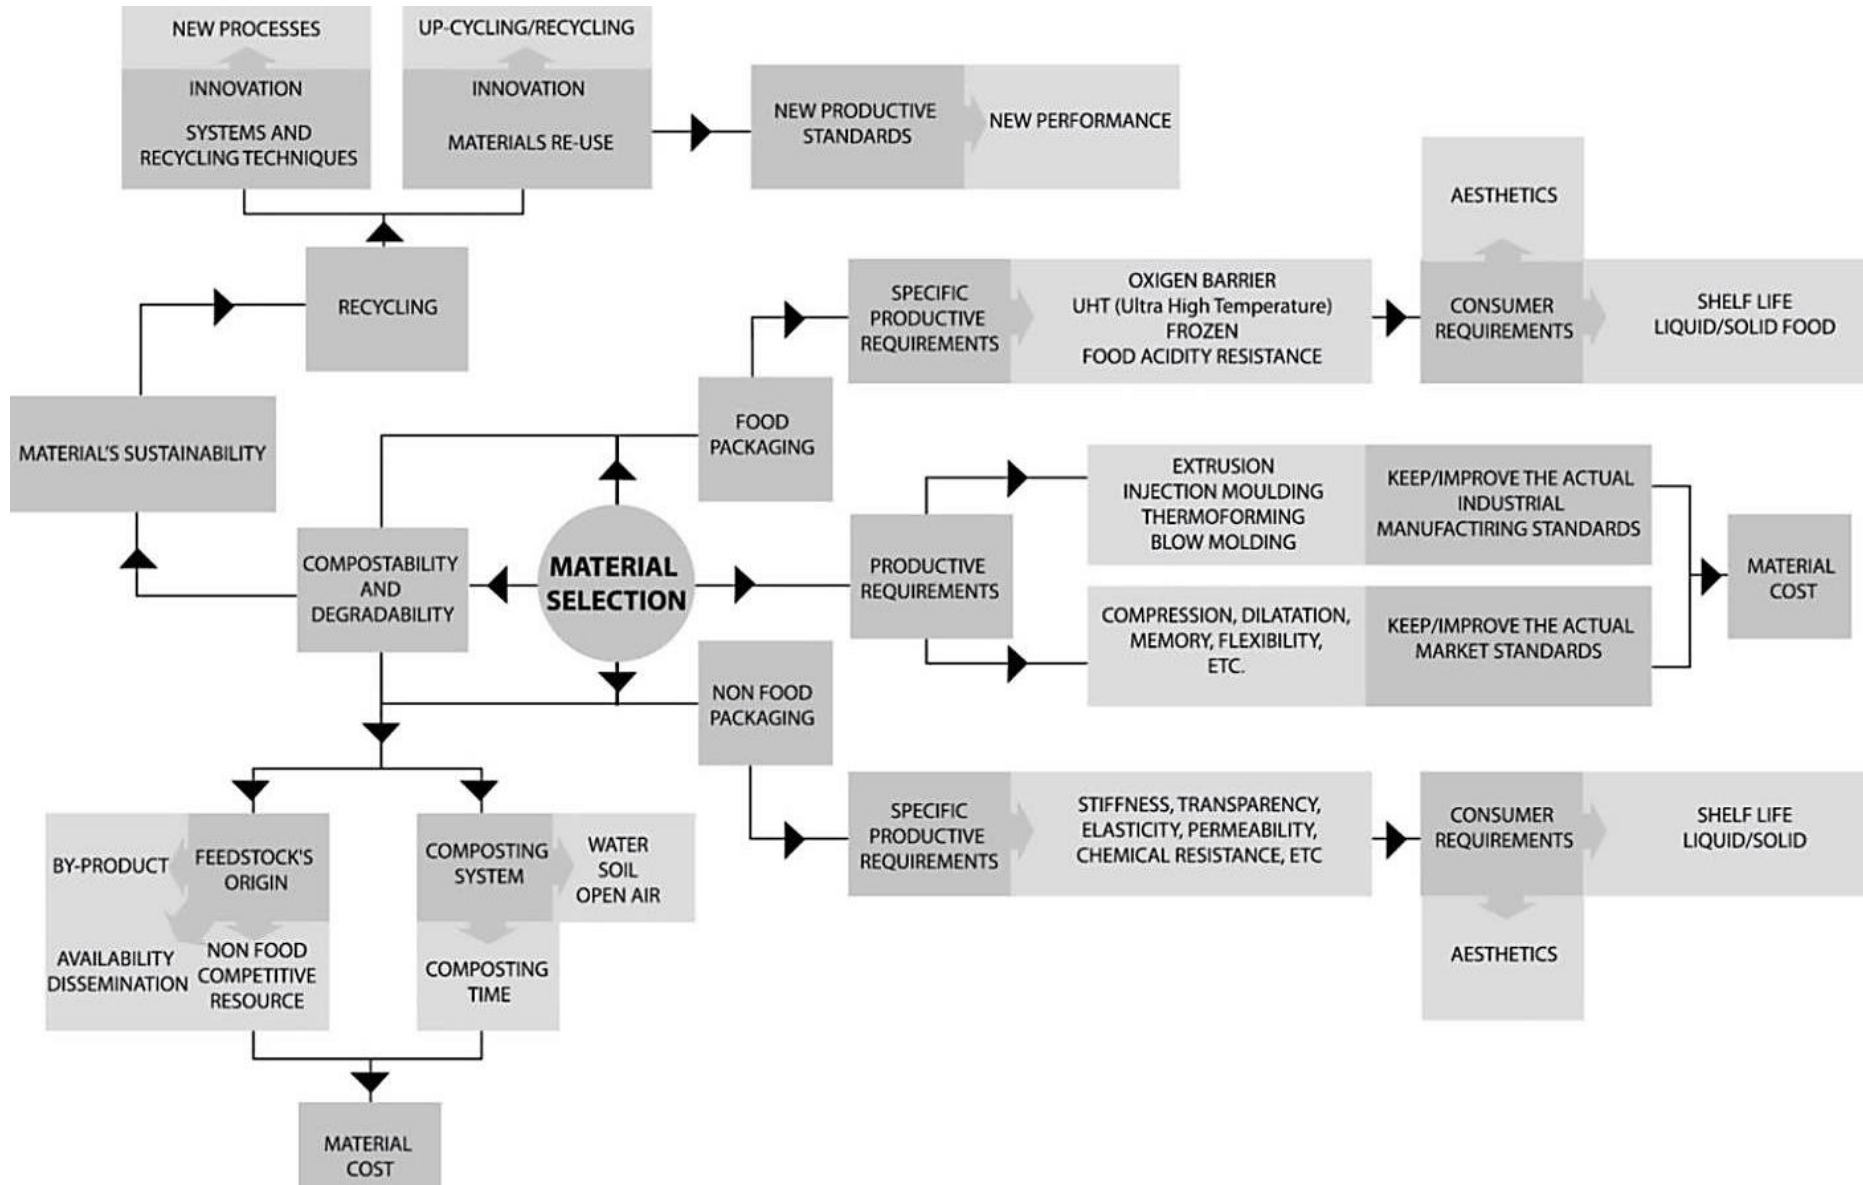 NEW PROCESSES
INNOVATION
SYSTEMS AND
RECYCLING TECHNIQUES
UP-CYCLING/RECYCLING
INNOVATION
MATERIALS RE-USE
NEW PRODUCTIVE
STANDARDS
NEW PERFORMANCE
RECYCLING
MATERIAL'S SUSTAINABILITY
COMPOSTABILITY
AND
DEGRADABILITY
MATERIAL
SELECTION
FOOD
PACKAGING
SPECIFIC
PRODUCTIVE
REQUIREMENTS
OXIGEN BARRIER
UHT (Ultra High Temperature)
FROZEN
FOOD ACIDITY RESISTANCE
CONSUMER
REQUIREMENTS
AESTHETICS
SHELF LIFE
LIQUID/SOLID FOOD
PRODUCTIVE
REQUIREMENTS
EXTRUSION
INJECTION MOULDING
THERMOFORMING
BLOW MOLDING
KEEP/IMPROVE THE ACTUAL
INDUSTRIAL
MANUFACTIRING STANDARDS
COMPRESSION, DILATATION,
MEMORY, FLEXIBILITY,
ETC.
KEEP/IMPROVE THE ACTUAL
MARKET STANDARDS
MATERIAL
COST
NON FOOD
PACKAGING
SPECIFIC
PRODUCTIVE
REQUIREMENTS
STIFFNESS, TRANSPARENCY,
ELASTICITY, PERMEABILITY,
CHEMICAL RESISTANCE, ETC
CONSUMER
REQUIREMENTS
SHELF LIFE
LIQUID/SOLID
AESTHETICS
BY-PRODUCT
FEEDSTOCK'S
ORIGIN
AVAILABILITY
DISSEMINATION
NON FOOD
COMPETITIVE
RESOURCE
COMPOSTING
SYSTEM
WATER
SOIL
OPEN AIR
COMPOSTING
TIME
MATERIAL
COST